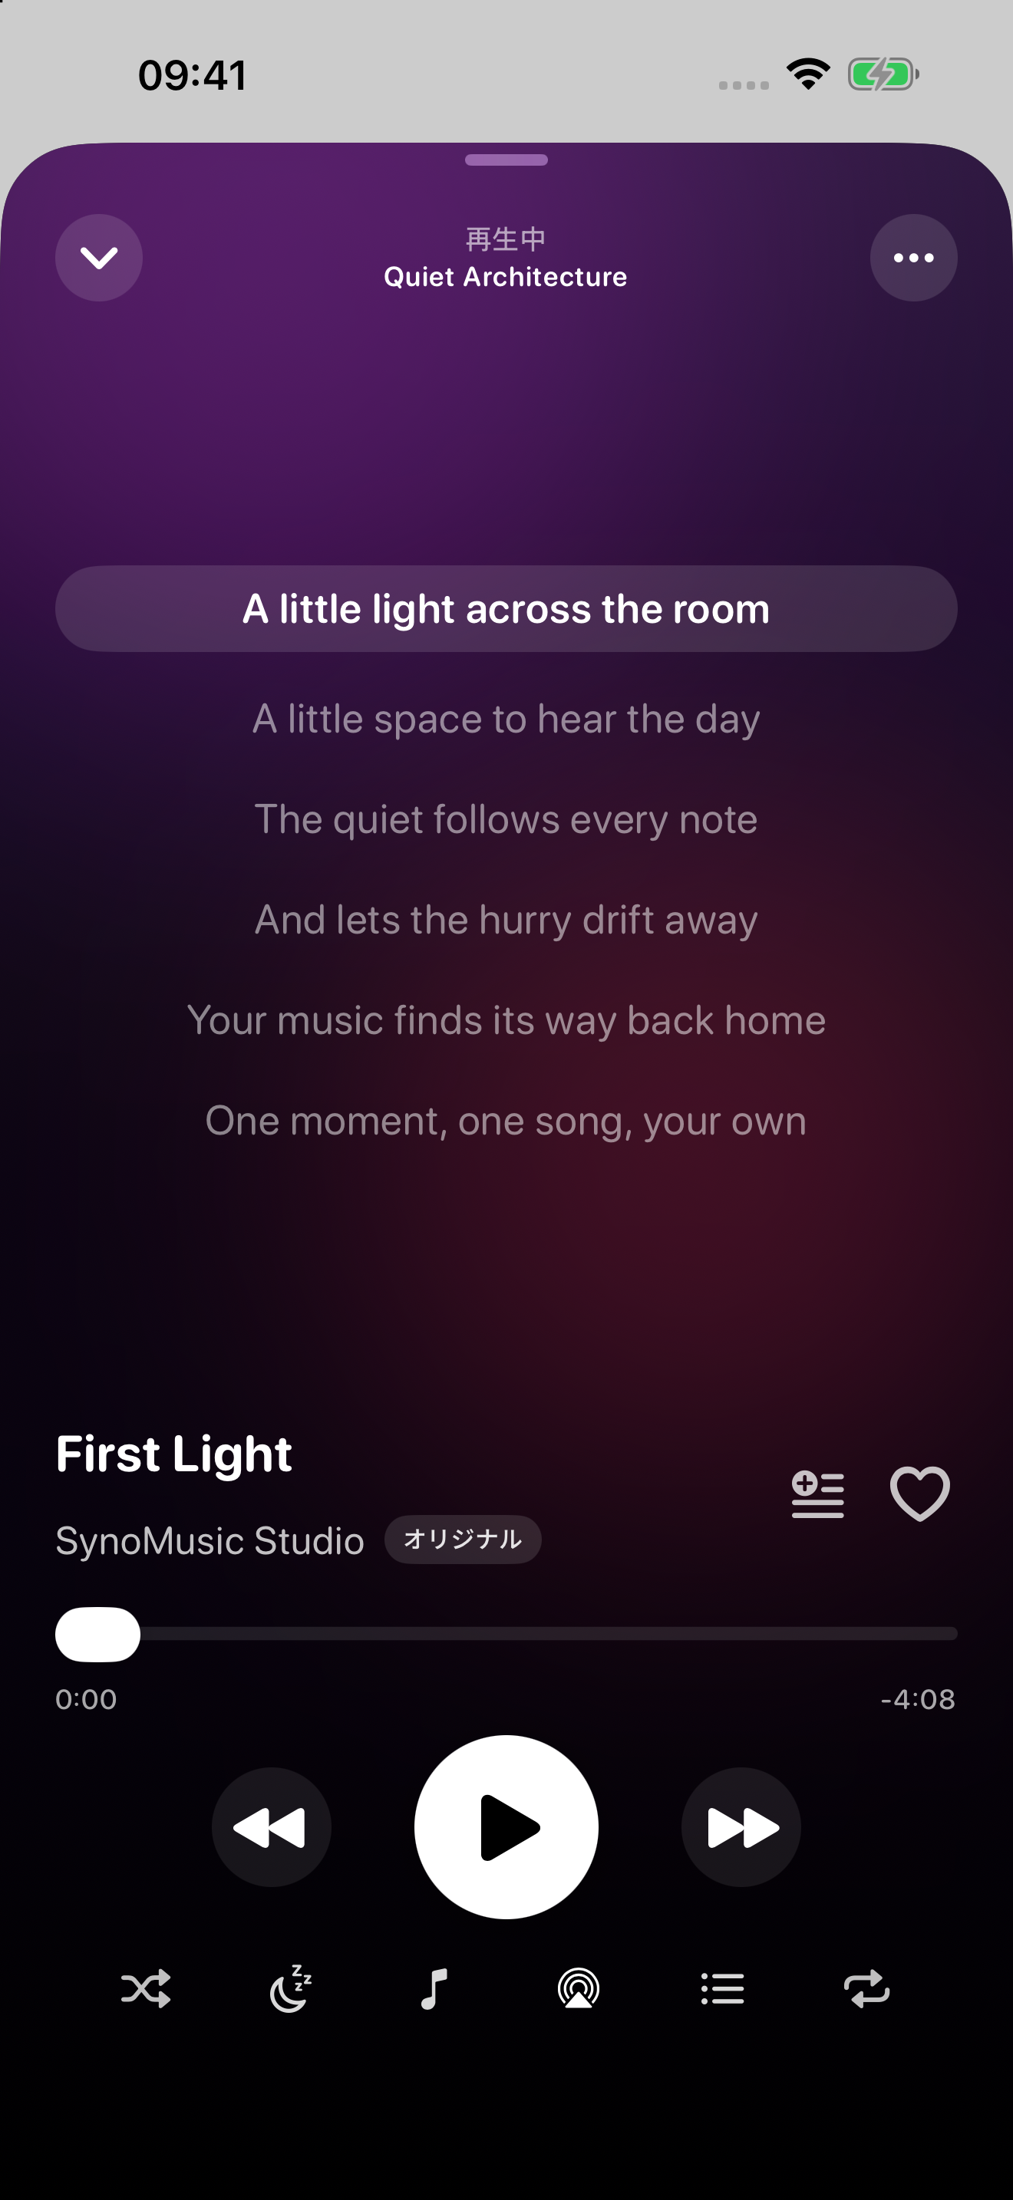 09:41
再生中
Quiet Architecture
A little light across the room
A little space to hear the day
The quiet follows every note
And lets the hurry drift away
Your music finds its way back home
One moment, one song, your own
First Light
SynoMusic Studio オリジナル
0:00 -4:08